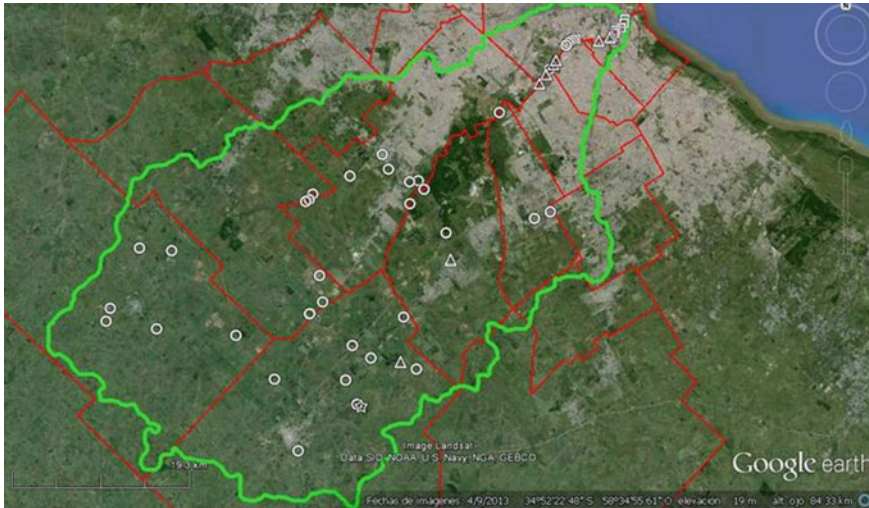 N
Image Landsat
Data SIO, NOAA, U.S. Navy, NGA, GEBCO
19.3 km
Google earth
Fechas de imágenes: 4/9/2013 34°52'22.48" S 58°34'55.61" O elevación 19 m alt. ojo 84.33 km